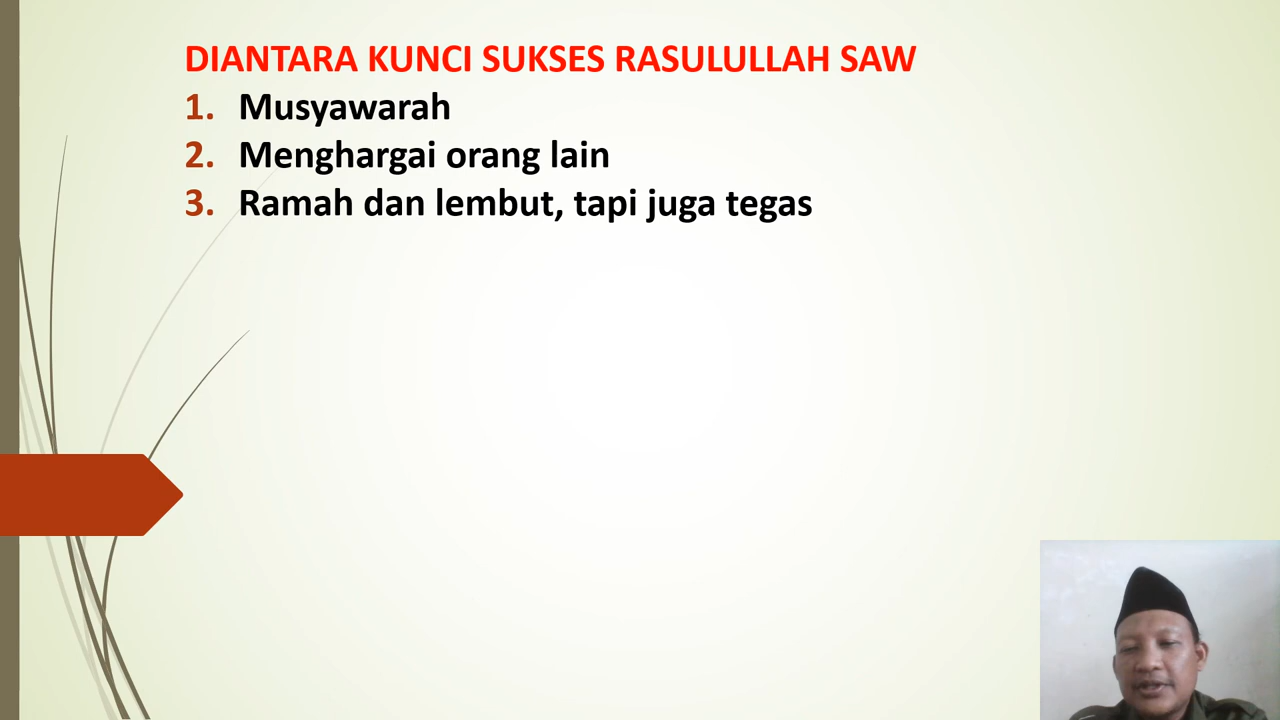 DIANTARA KUNCI SUKSES RASULULLAH SAW
1. Musyawarah
2. Menghargai orang lain
3. Ramah dan lembut, tapi juga tegas